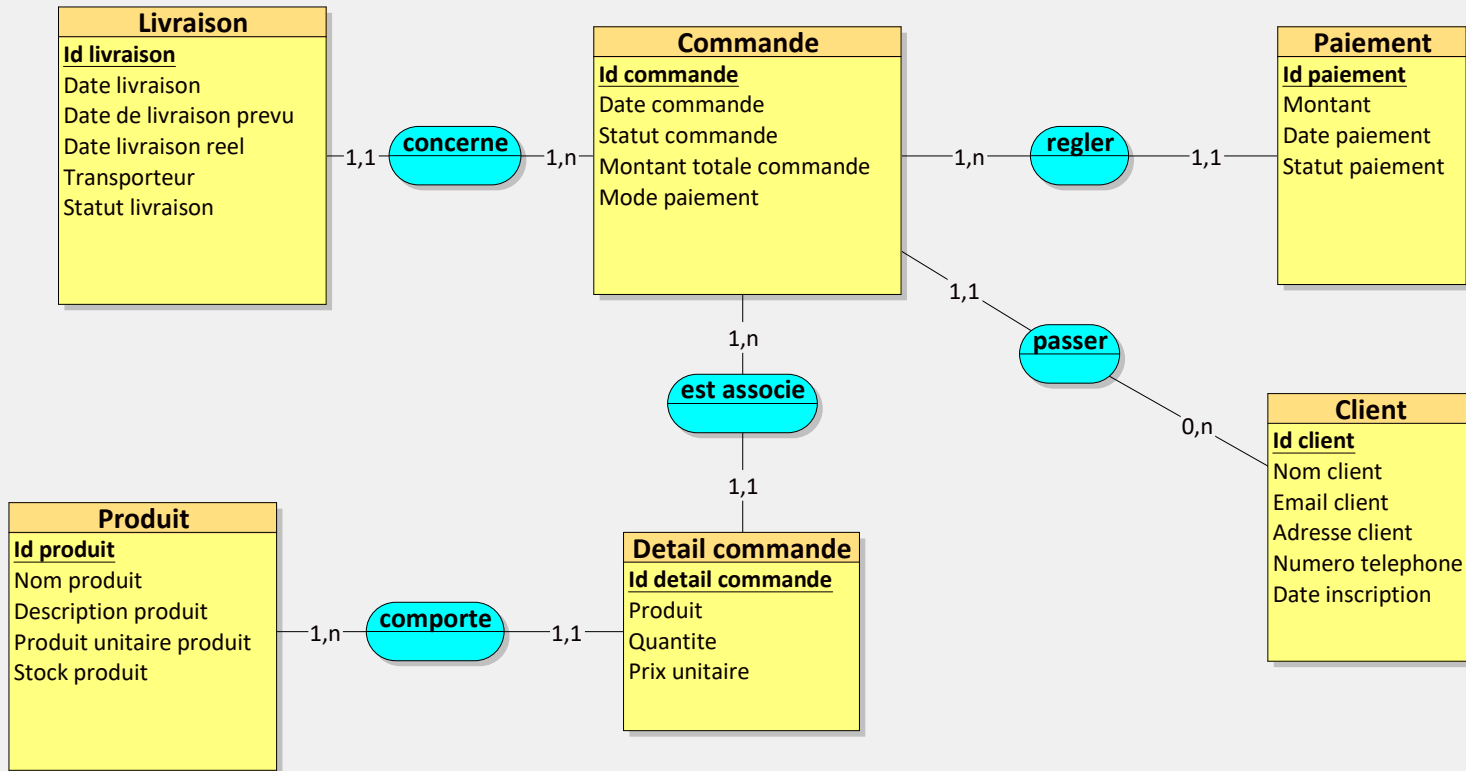 Livraison
Id livraison
Date livraison
Date de livraison prevu
Date livraison reel
Transporteur
Statut livraison
1,1
concerne
1,n
Commande
Id commande
Date commande
Statut commande
Montant totale commande
Mode paiement
1,n
regler
1,1
Paiement
Id paiement
Montant
Date paiement
Statut paiement
1,1
passer
0,n
Client
Id client
Nom client
Email client
Adresse client
Numero telephone
Date inscription
1,n
est associe
1,1
Produit
Id produit
Nom produit
Description produit
Produit unitaire produit
Stock produit
1,n
comporte
1,1
Detail commande
Id detail commande
Produit
Quantite
Prix unitaire